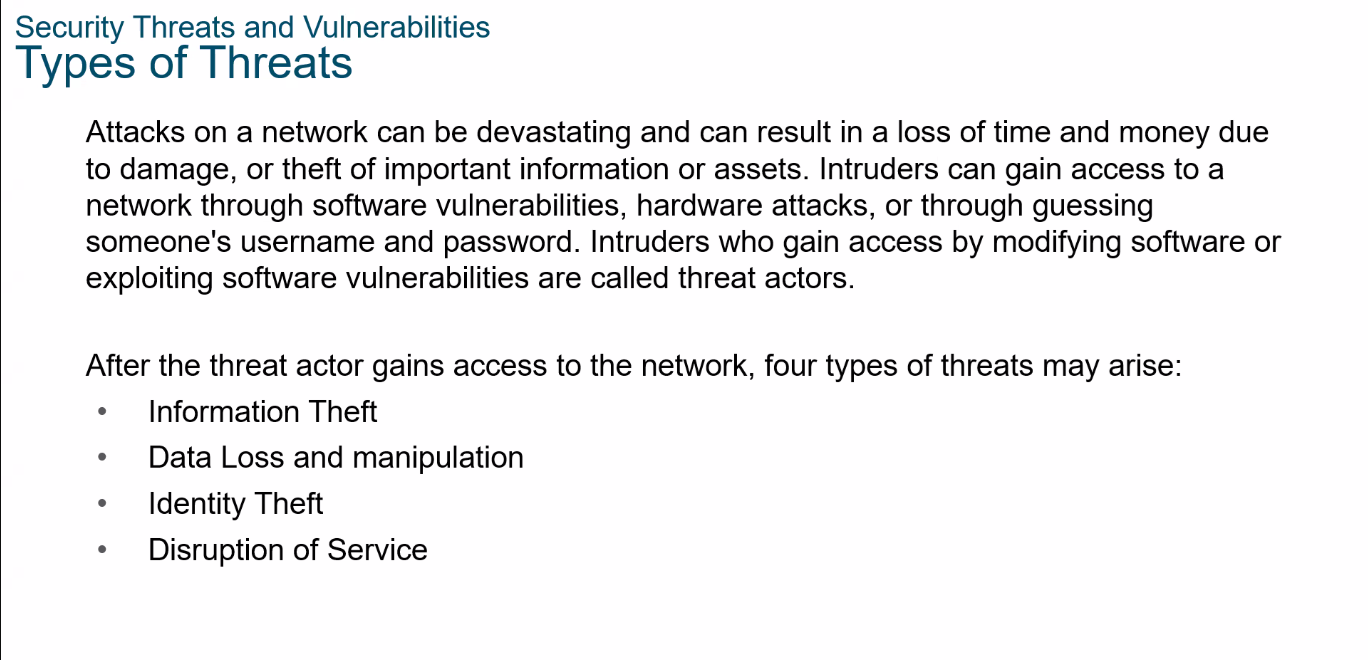 Security Threats and Vulnerabilities
Types of Threats
Attacks on a network can be devastating and can result in a loss of time and money due
to damage, or theft of important information or assets. Intruders can gain access to a
network through software vulnerabilities, hardware attacks, or through guessing
someone's username and password. Intruders who gain access by modifying software or
exploiting software vulnerabilities are called threat actors.
After the threat actor gains access to the network, four types of threats may arise:
• Information Theft
• Data Loss and manipulation
• Identity Theft
• Disruption of Service